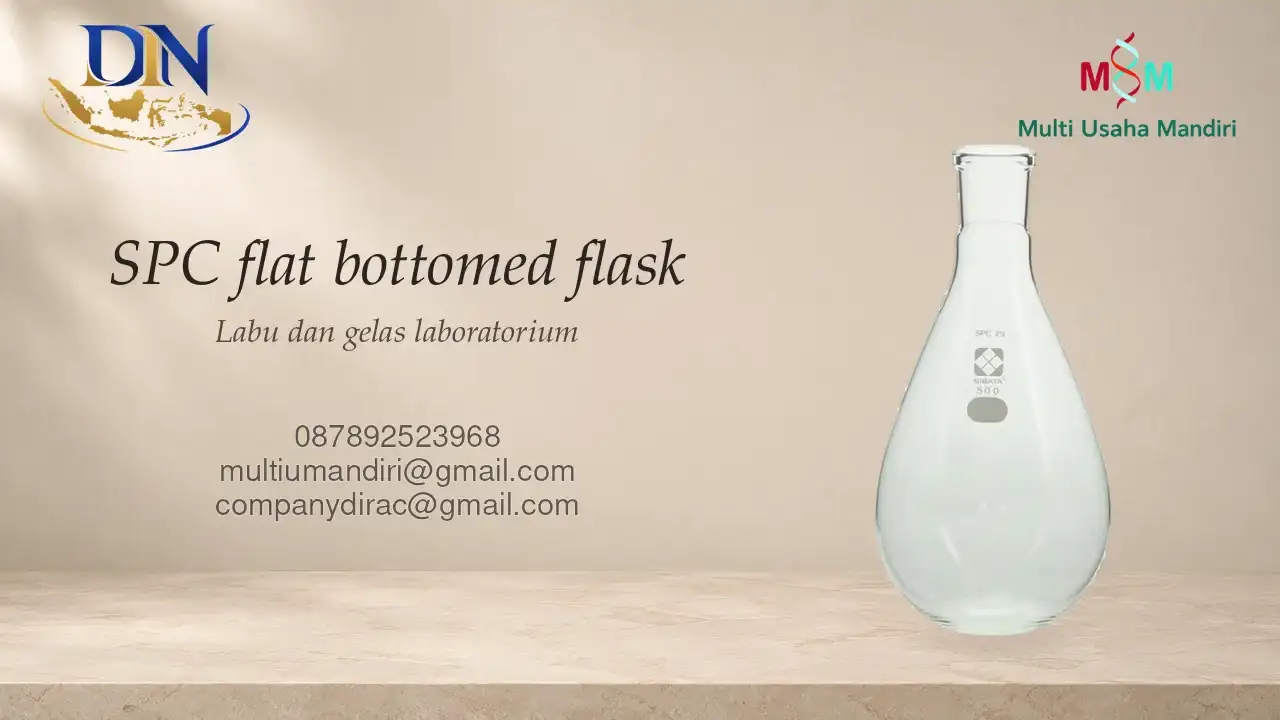 DIN
M M
Multi Usaha Mandiri
SPC flat bottomed flask
Labu dan gelas laboratorium
087892523968
multiumandiri@gmail.com
companydirac@gmail.com
SPC 29
SIBATA
500